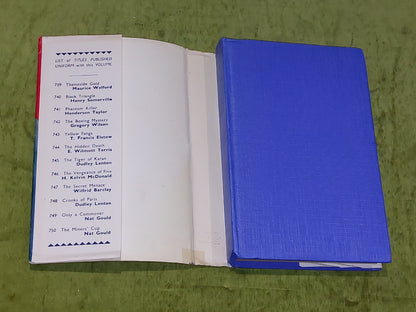 LIST of TITLES PUBLISHED
UNIFORM with this VOLUME
739 Thameside Gold
Maurice Walford
740 Black Triangle
Henry Somerville
741 Phantom Killer
Henderson Taylor
742 The Boxing Mystery
Gregory Wilson
743 Yellow Fangs
T. Francis Elstow
744 The Hidden Death
E. Wilmott Terris
745 The Tiger of Karan
Dudley Lenton
746 The Vengeance of Five
H. Kelvin McDonald
747 The Secret Menace
Wilfrid Barclay
748 Crooks of Paris
Dudley Lenton
749 Only a Commoner
Nat Gould
750 The Miners' Cup
Nat Gould